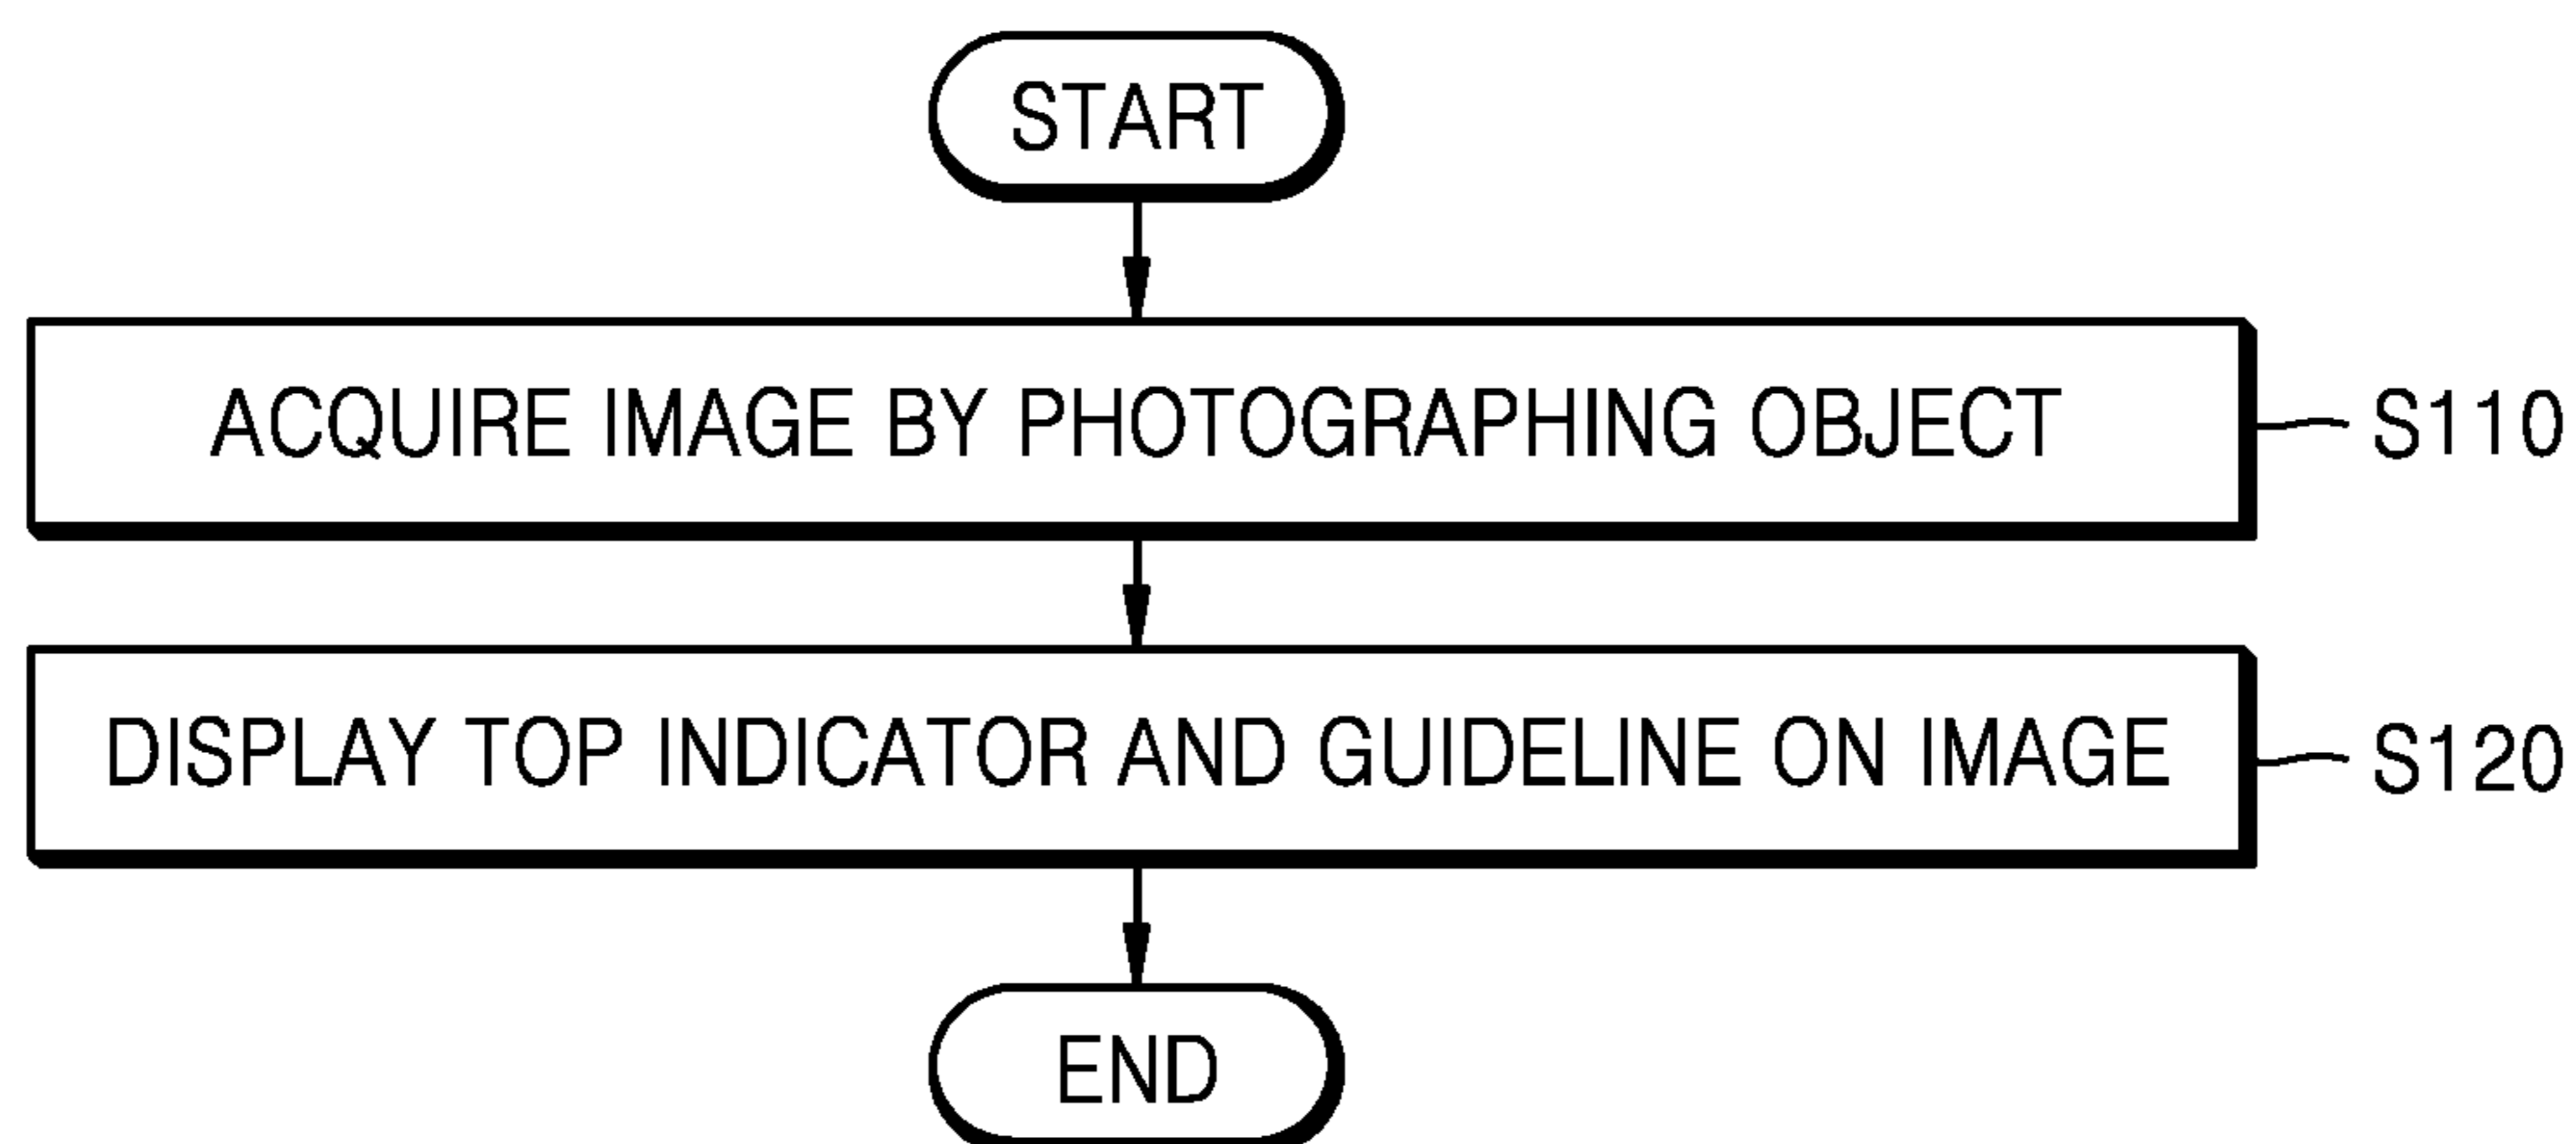 START
ACQUIRE IMAGE BY PHOTOGRAPHING OBJECT
S110
DISPLAY TOP INDICATOR AND GUIDELINE ON IMAGE
S120
END